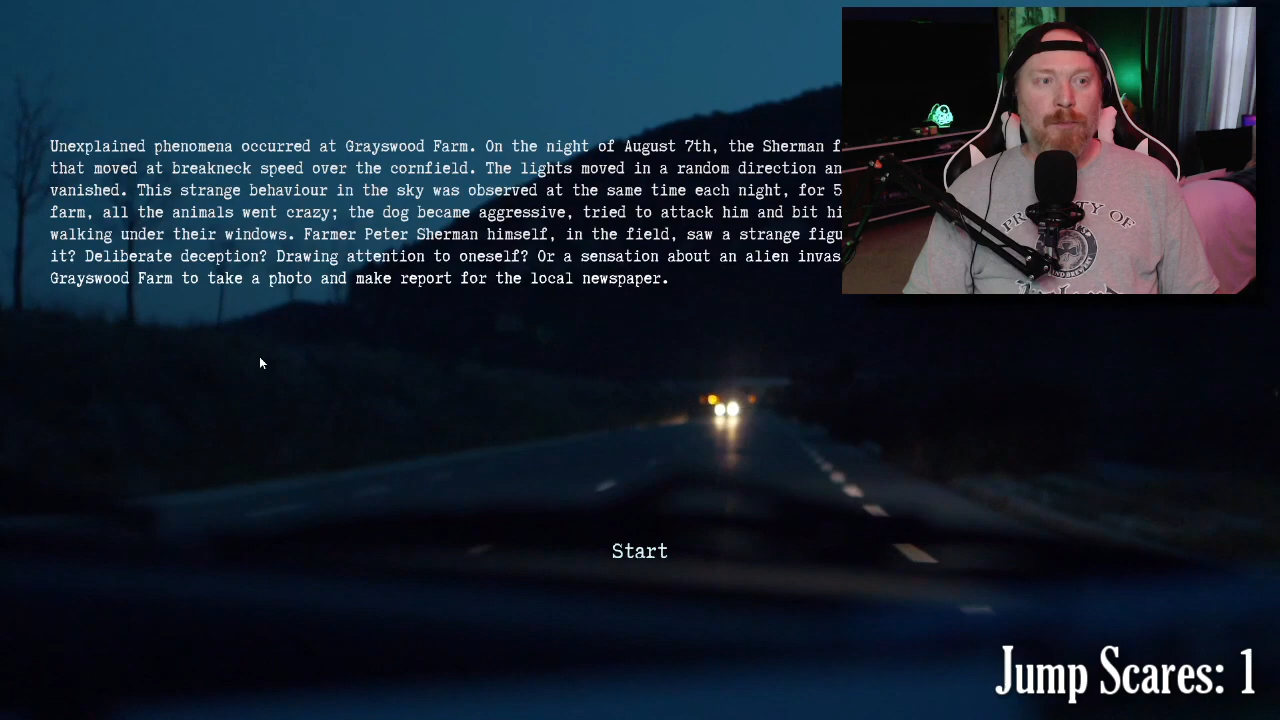 Unexplained phenomena occurred at Grayswood Farm. On the night of August 7th, the Sherman
that moved at breakneck speed over the cornfield. The lights moved in a random direction
vanished. This strange behaviour in the sky was observed at the same time each night, for 5
farm, all the animals went crazy; the dog became aggressive, tried to attack him and bit
walking under their windows. Farmer Peter Sherman himself, in the field, saw a strange
it? Deliberate deception? Drawing attention to oneself? Or a sensation about an alien
Grayswood Farm to take a photo and make report for the local newspaper.
PROPERTY OF
Start
Jump Scares: 1